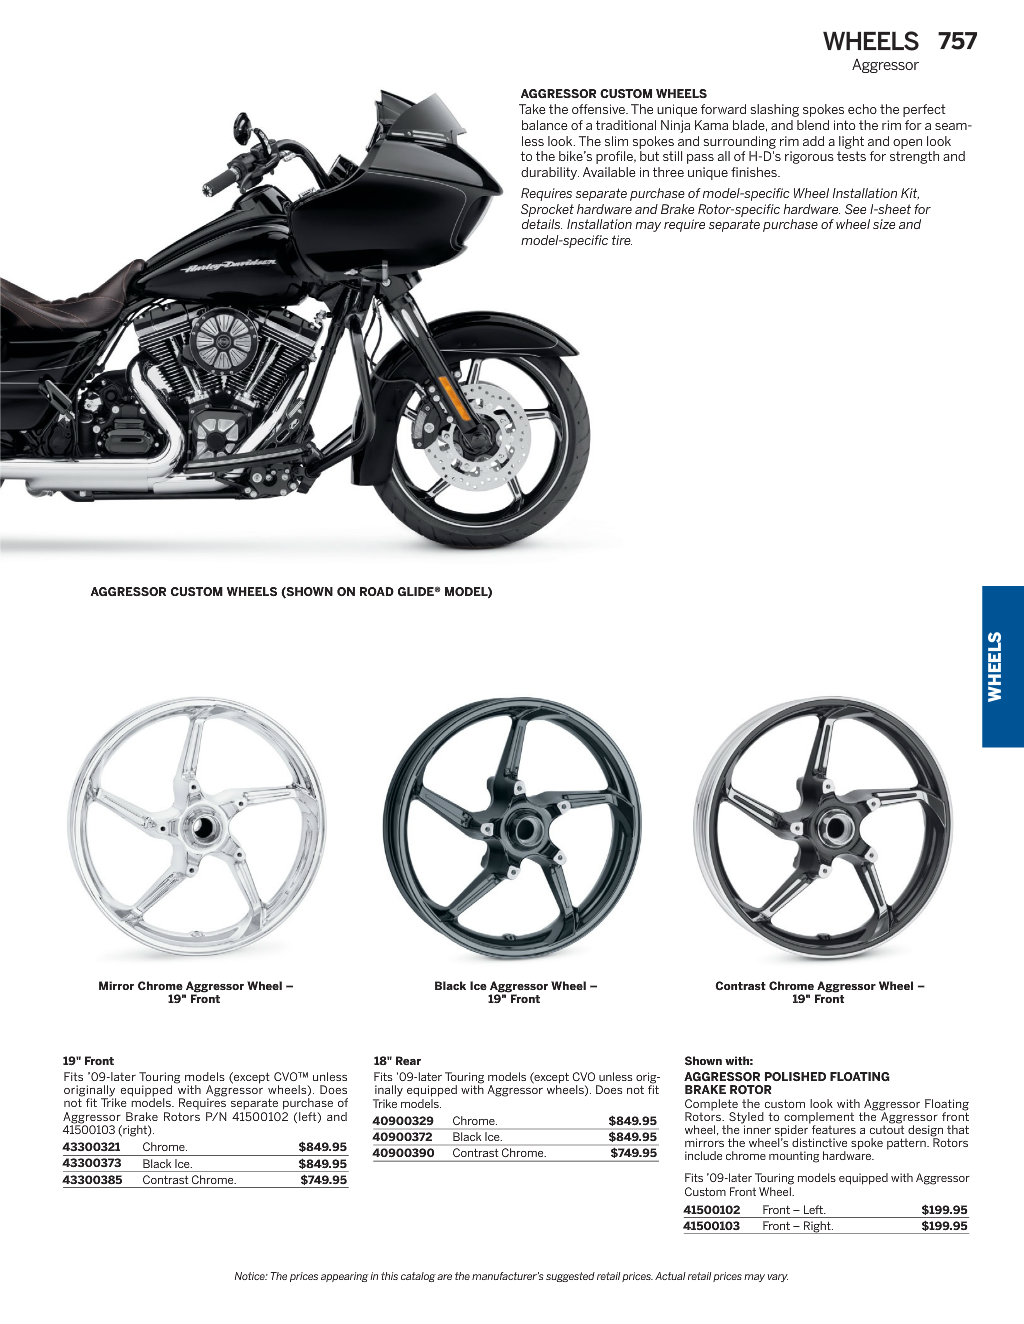 WHEELS 757
Aggressor
AGGRESSOR CUSTOM WHEELS
Take the offensive. The unique forward slashing spokes echo the perfect
balance of a traditional Ninja Kama blade, and blend into the rim for a seam-
less look. The slim spokes and surrounding rim add a light and open look
to the bike's profile, but still pass all of H-D's rigorous tests for strength and
durability. Available in three unique finishes.
Requires separate purchase of model-specific Wheel Installation Kit,
Sprocket hardware and Brake Rotor-specific hardware. See I-sheet for
details. Installation may require separate purchase of wheel size and
model-specific tire.
Harley-Davidson
AGGRESSOR CUSTOM WHEELS (SHOWN ON ROAD GLIDE® MODEL)
WHEELS
Mirror Chrome Aggressor Wheel –
19" Front
Black Ice Aggressor Wheel –
19" Front
Contrast Chrome Aggressor Wheel –
19" Front
19" Front
Fits '09-later Touring models (except CVO™ unless
originally equipped with Aggressor wheels). Does
not fit Trike models. Requires separate purchase of
Aggressor Brake Rotors P/N 41500102 (left) and
41500103 (right).
43300321 Chrome. $849.95
43300373 Black Ice. $849.95
43300385 Contrast Chrome. $749.95
18" Rear
Fits '09-later Touring models (except CVO unless orig-
inally equipped with Aggressor wheels). Does not fit
Trike models.
40900329 Chrome. $849.95
40900372 Black Ice. $849.95
40900390 Contrast Chrome. $749.95
Shown with:
AGGRESSOR POLISHED FLOATING
BRAKE ROTOR
Complete the custom look with Aggressor Floating
Rotors. Styled to complement the Aggressor front
wheel, the inner spider features a cutout design that
mirrors the wheel's distinctive spoke pattern. Rotors
include chrome mounting hardware.
Fits '09-later Touring models equipped with Aggressor
Custom Front Wheel.
41500102 Front – Left. $199.95
41500103 Front – Right. $199.95
Notice: The prices appearing in this catalog are the manufacturer's suggested retail prices. Actual retail prices may vary.